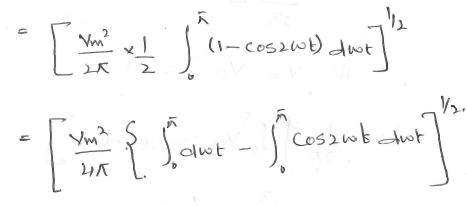 = [ Vm²/2π × 1/2 ∫₀^π (1-cos2ωt) dωt ]^1/2
= [ Vm²/4π { ∫₀^π dωt - ∫₀^π cos2ωt dωt ]^1/2.